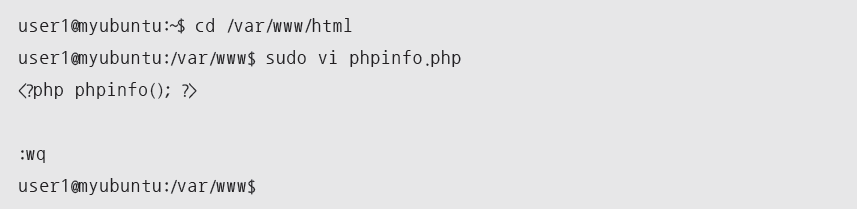 user1@myubuntu:~$ cd /var/www/html
user1@myubuntu:/var/www$ sudo vi phpinfo.php
<?php phpinfo(); ?>
:wq
user1@myubuntu:/var/www$